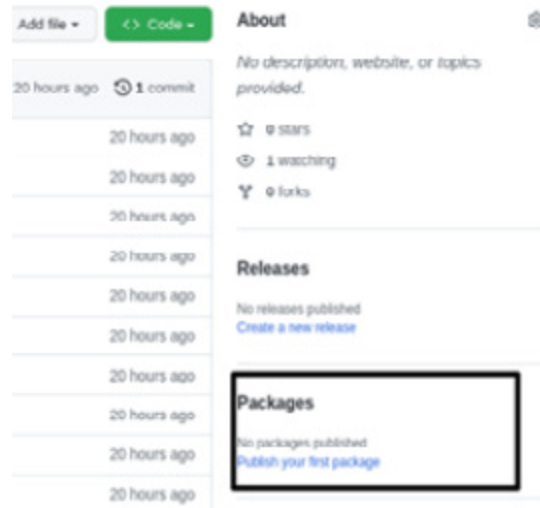 Add file
<> Code
20 hours ago 1 commit
20 hours ago
20 hours ago
20 hours ago
20 hours ago
20 hours ago
20 hours ago
20 hours ago
20 hours ago
20 hours ago
20 hours ago
About
No description, website, or topics
provided.
0 stars
1 watching
0 forks
Releases
No releases published
Create a new release
Packages
No packages published
Publish your first package